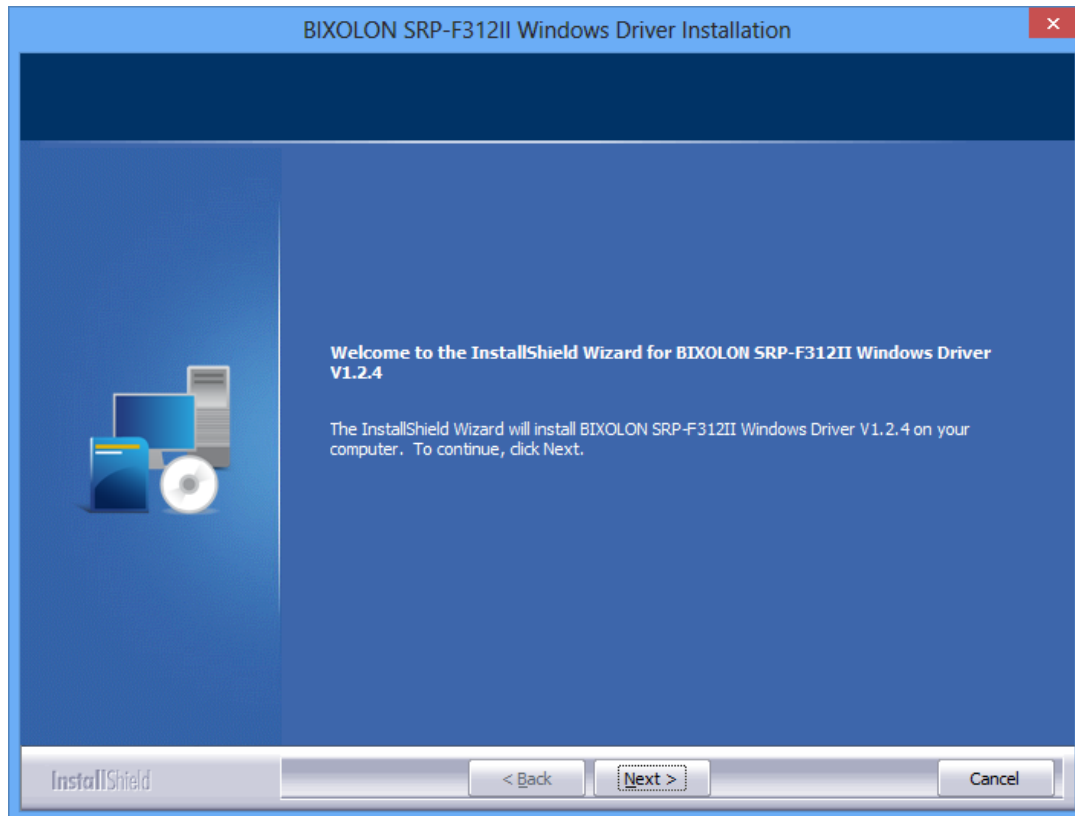 BIXOLON SRP-F312II Windows Driver Installation
Welcome to the InstallShield Wizard for BIXOLON SRP-F312II Windows Driver
V1.2.4
The InstallShield Wizard will install BIXOLON SRP-F312II Windows Driver V1.2.4 on your
computer. To continue, click Next.
InstallShield
< Back
Next >
Cancel